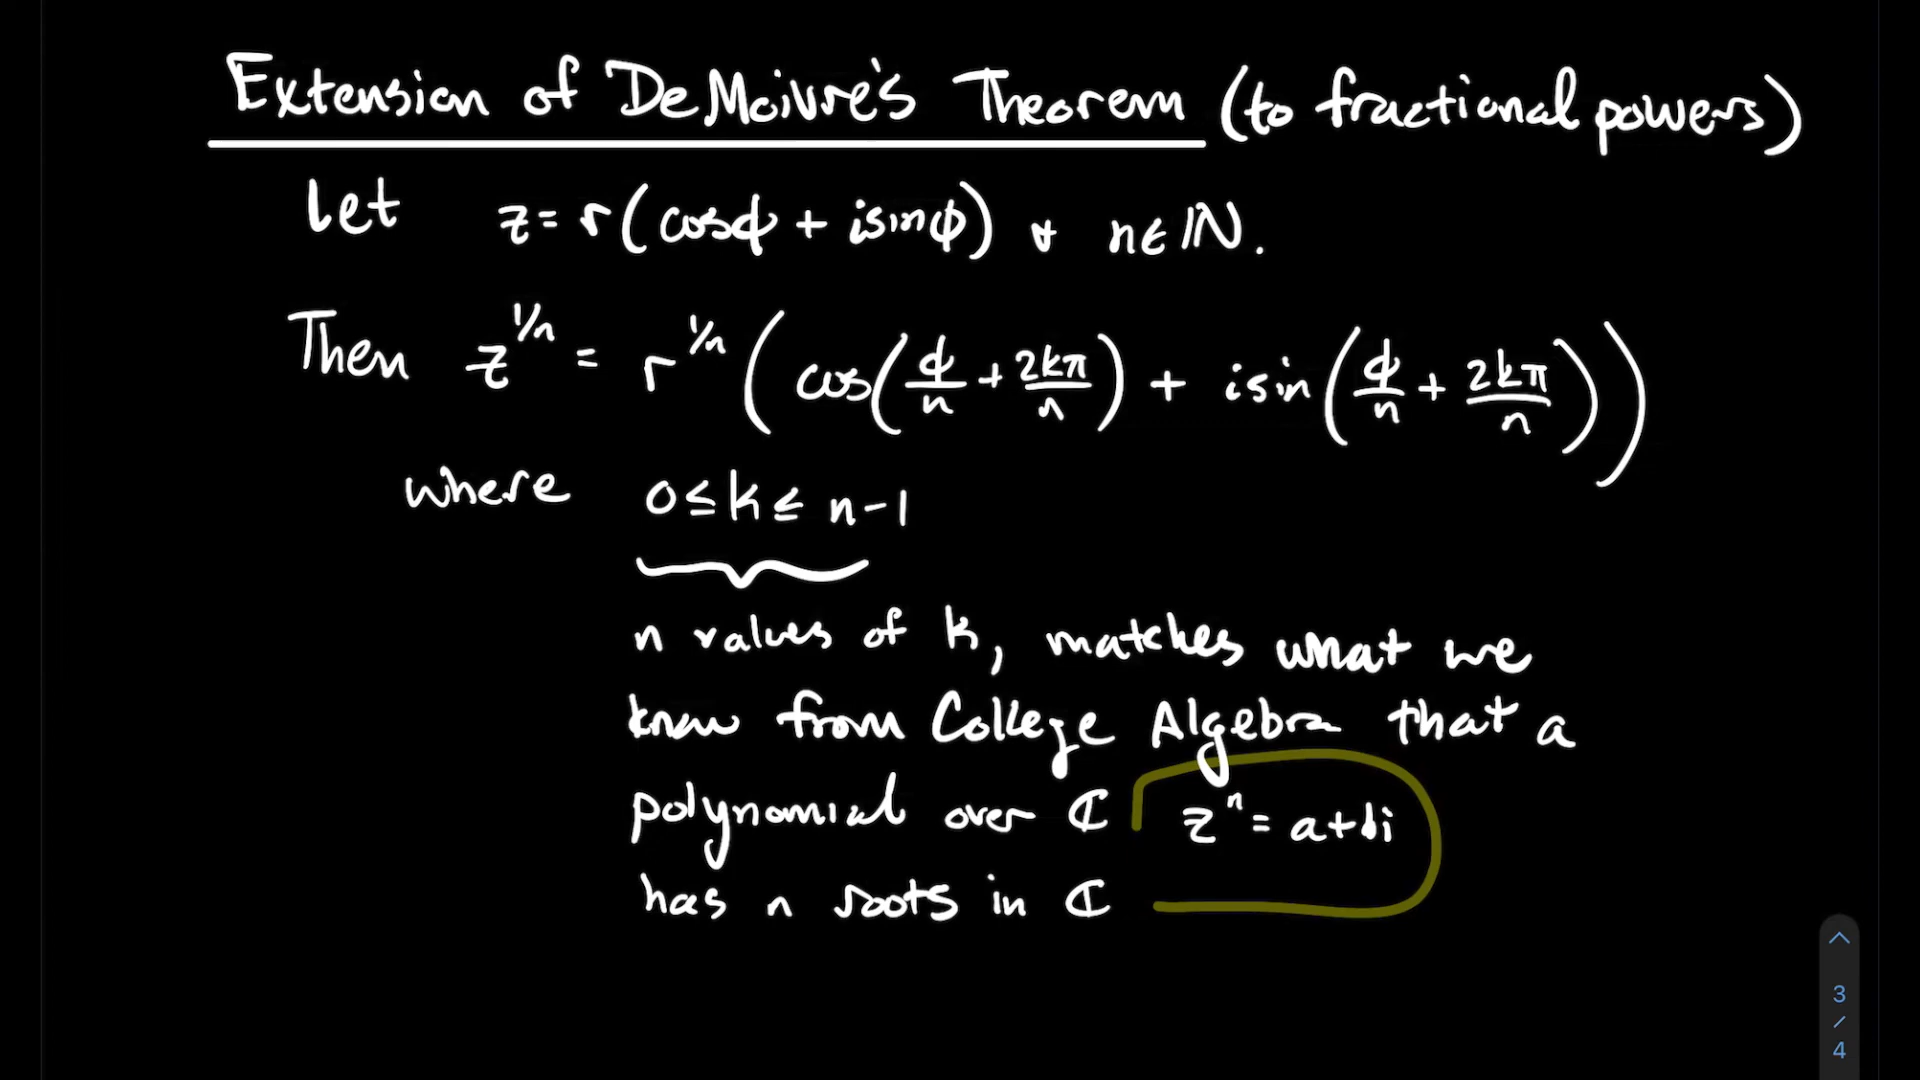 Extension of DeMoivre's Theorem (to fractional powers)
Let z = r(cosϕ + isinϕ) & n∈ℕ.
Then z^{1/n} = r^{1/n} ( cos(ϕ/n + 2kπ/n) + isin(ϕ/n + 2kπ/n) )
where 0 ≤ k ≤ n-1
n values of k, matches what we
know from College Algebra that a
polynomial over ℂ z^n = a+bi
has n roots in ℂ
3
/
4